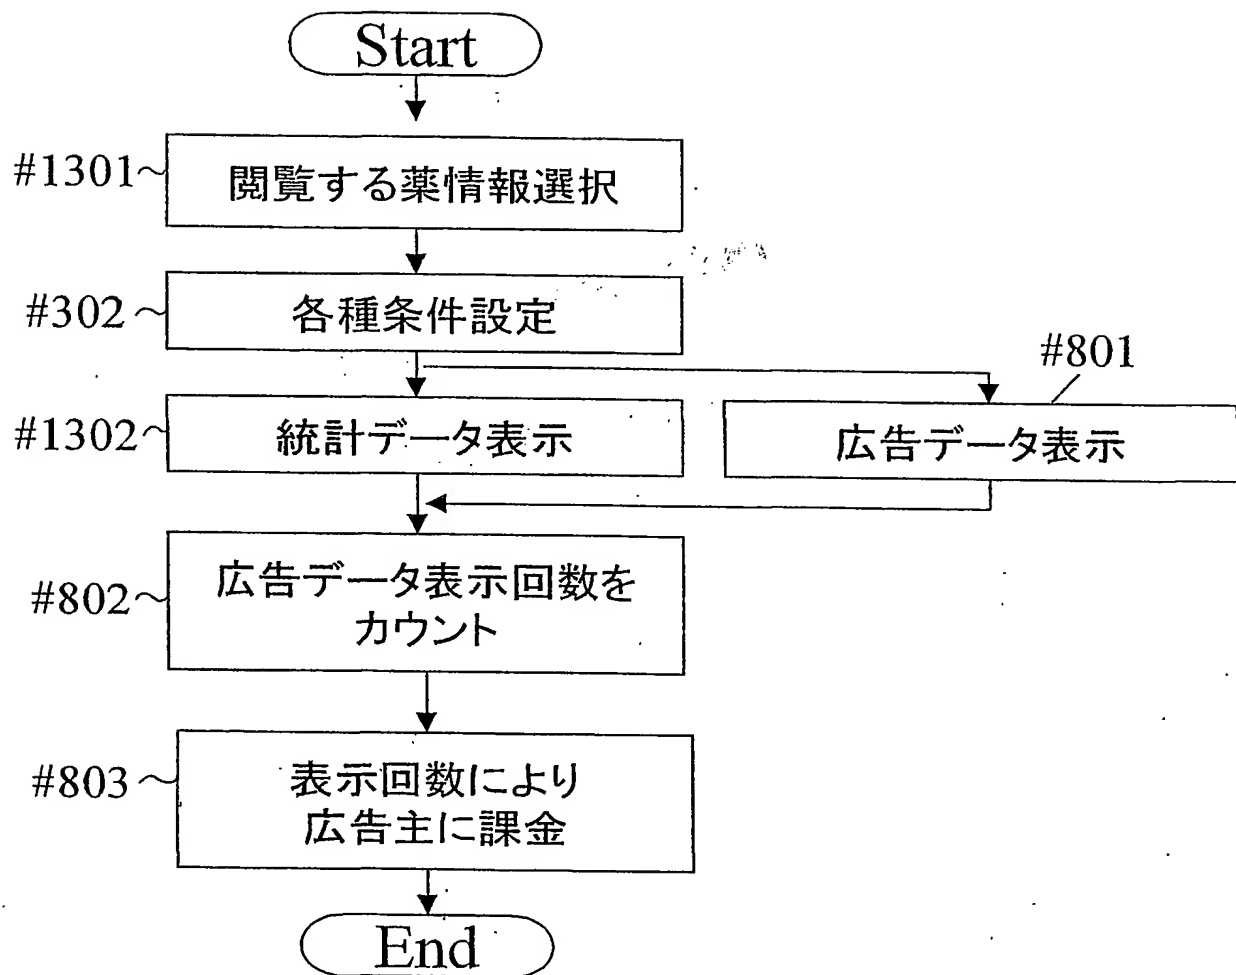 Start
#1301
閲覧する薬情報選択
#302
各種条件設定
#801
#1302
統計データ表示
広告データ表示
#802
広告データ表示回数を
カウント
#803
表示回数により
広告主に課金
End